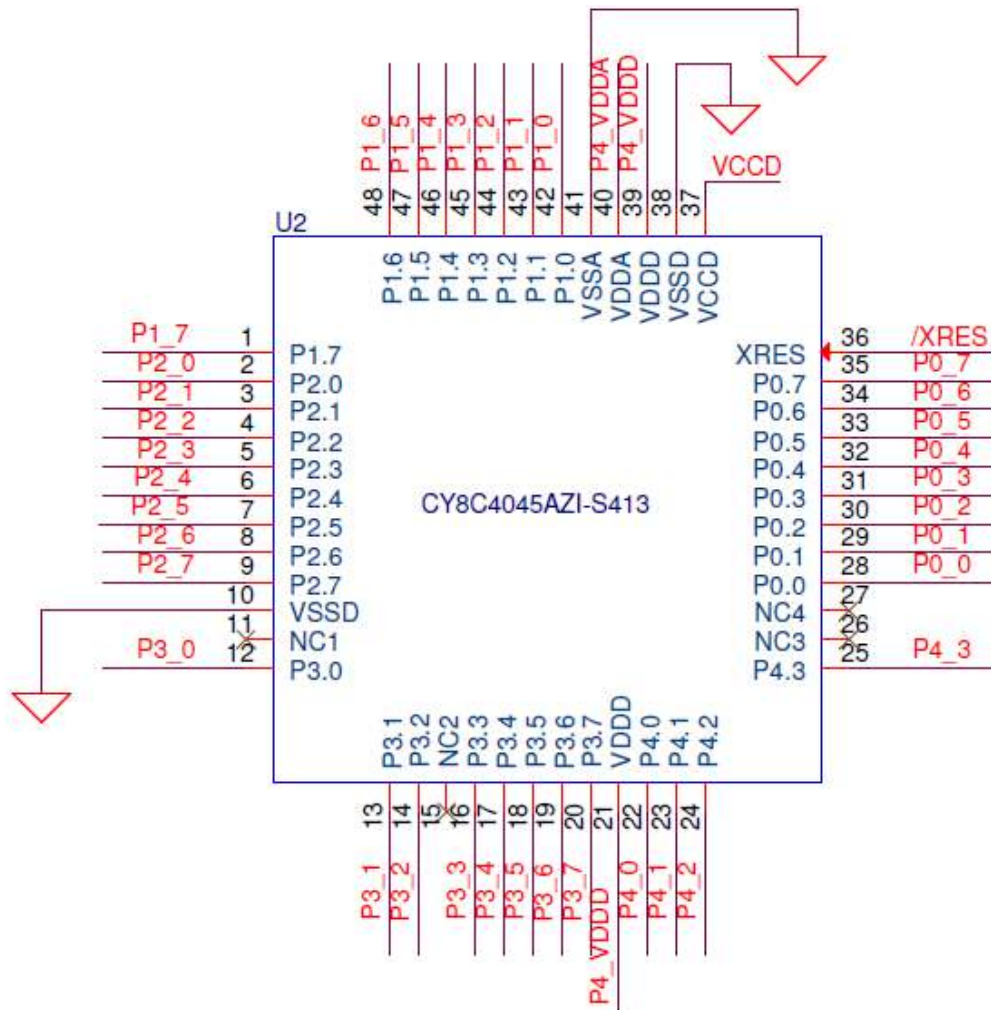 P1_6
P1_5
P1_4
P1_3
P1_2
P1_1
P1_0
P4_VDDA
P4_VDDD
VCCD
48
47
46
45
44
43
42
41
40
39
38
37
U2
P1.6
P1.5
P1.4
P1.3
P1.2
P1.1
P1.0
VSSA
VDDA
VDDD
VSSD
VCCD
P1_7 1 P1.7
P2_0 2 P2.0
P2_1 3 P2.1
P2_2 4 P2.2
P2_3 5 P2.3
P2_4 6 P2.4
P2_5 7 P2.5
P2_6 8 P2.6
P2_7 9 P2.7
10 VSSD
11 NC1
P3_0 12 P3.0
CY8C4045AZI-S413
XRES 36 /XRES
P0.7 35 P0_7
P0.6 34 P0_6
P0.5 33 P0_5
P0.4 32 P0_4
P0.3 31 P0_3
P0.2 30 P0_2
P0.1 29 P0_1
P0.0 28 P0_0
NC4 27
NC3 26
P4.3 25 P4_3
P3.1
P3.2
NC2
P3.3
P3.4
P3.5
P3.6
P3.7
VDDD
P4.0
P4.1
P4.2
13
14
15
16
17
18
19
20
21
22
23
24
P3_1
P3_2
P3_3
P3_4
P3_5
P3_6
P3_7
P4_VDDD
P4_0
P4_1
P4_2